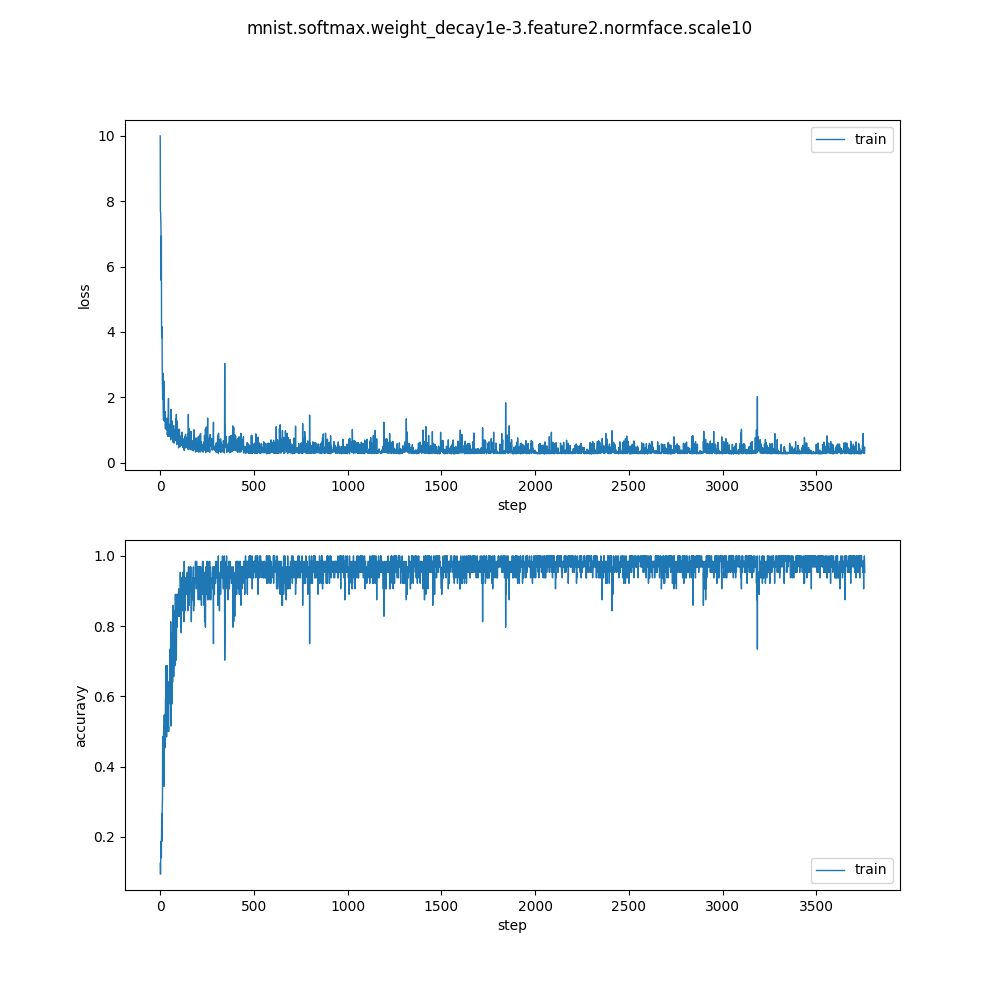 mnist.softmax.weight_decay1e-3.feature2.normface.scale10
10
8
6
4
2
0
loss
train
0 500 1000 1500 2000 2500 3000 3500
step
1.0
0.8
0.6
0.4
0.2
accuravy
train
0 500 1000 1500 2000 2500 3000 3500
step